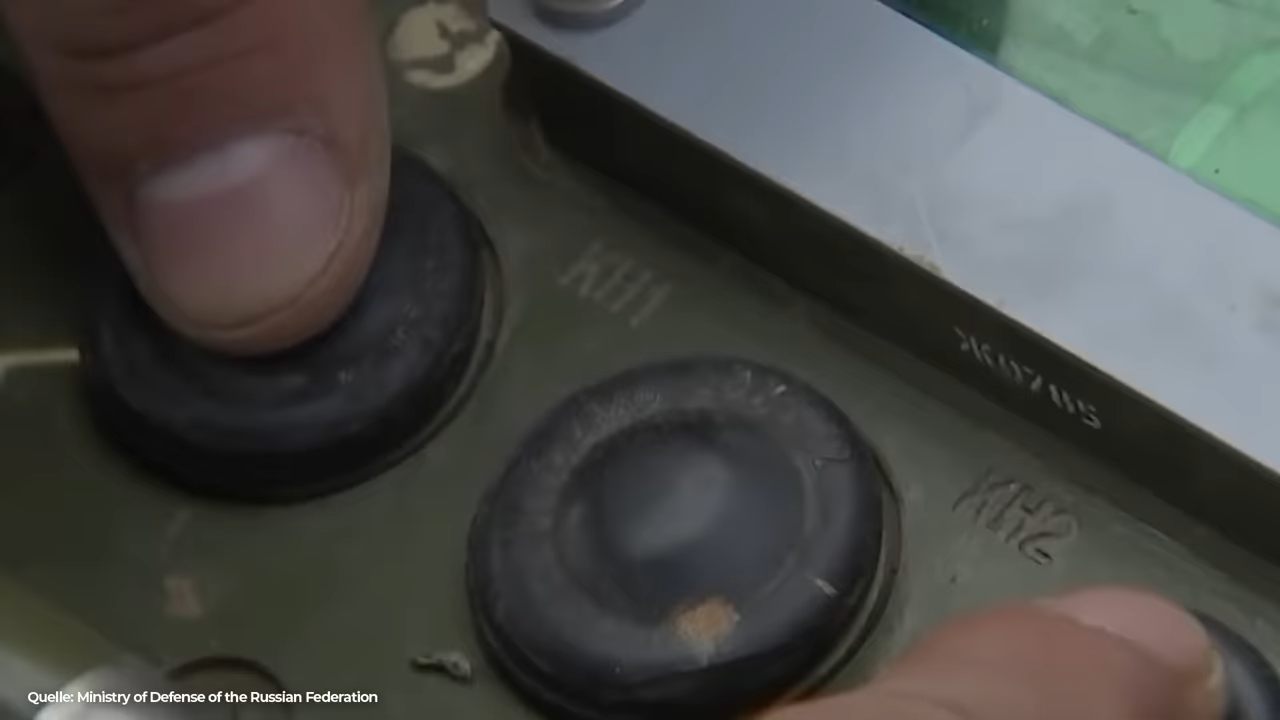 КН1
КН2
Quelle: Ministry of Defense of the Russian Federation